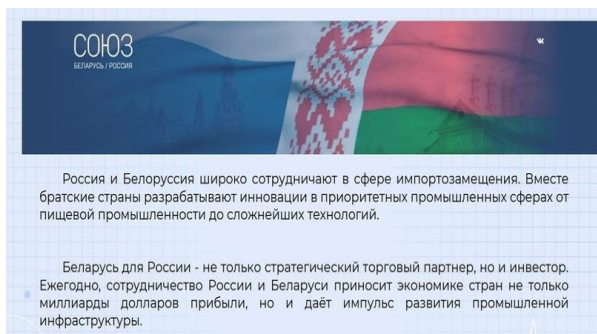 СОЮЗ
БЕЛАРУСЬ / РОССИЯ
Россия и Белоруссия широко сотрудничают в сфере импортозамещения. Вместе
братские страны разрабатывают инновации в приоритетных промышленных сферах от
пищевой промышленности до сложнейших технологий.
Беларусь для России - не только стратегический торговый партнер, но и инвестор.
Ежегодно, сотрудничество России и Беларуси приносит экономике стран не только
миллиарды долларов прибыли, но и даёт импульс развития промышленной
инфраструктуры.